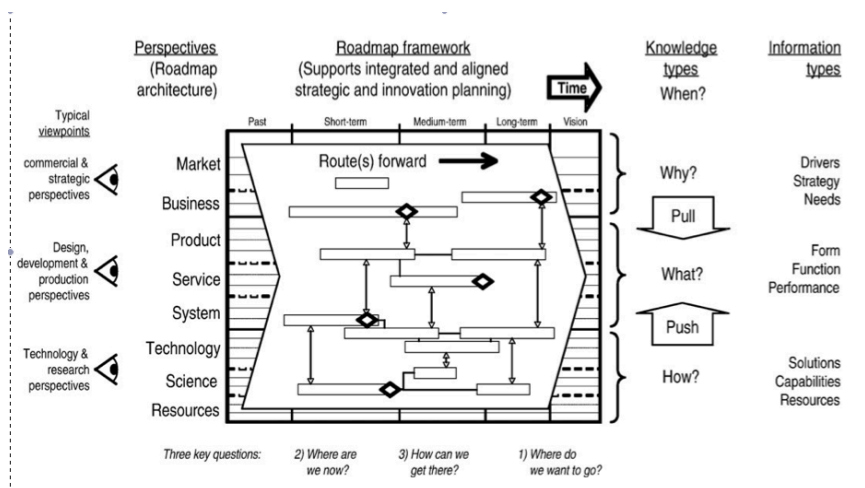 Perspectives
(Roadmap
architecture)
Roadmap framework
(Supports integrated and aligned
strategic and innovation planning)
Time
Knowledge
types
When?
Information
types
Typical
viewpoints
Past
Short-term
Medium-term
Long-term
Vision
commercial &
strategic
perspectives
Market
Business
Route(s) forward
Why?
Drivers
Strategy
Needs
Pull
Design,
development &
production
perspectives
Product
Service
System
What?
Form
Function
Performance
Push
Technology &
research
perspectives
Technology
Science
Resources
How?
Solutions
Capabilities
Resources
Three key questions:
2) Where are
we now?
3) How can we
get there?
1) Where do
we want to go?